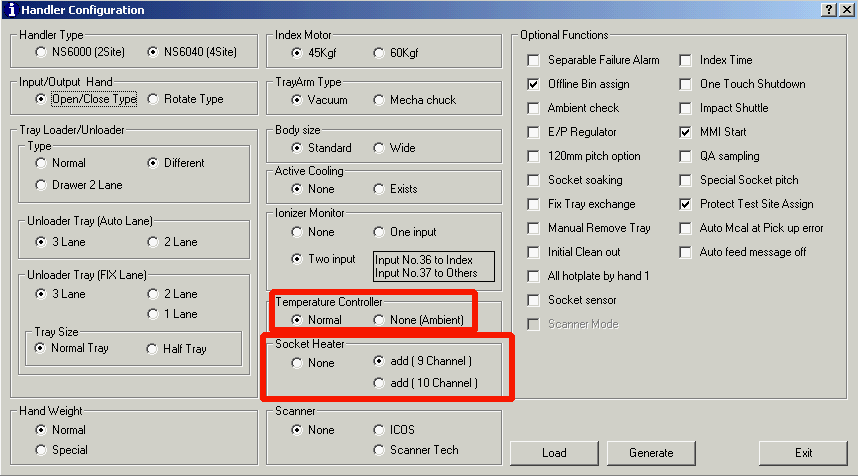 Handler Configuration
Handler Type
NS6000 (2Site)
NS6040 (4Site)
Input/Output Hand
Open/Close Type
Rotate Type
Tray Loader/Unloader
Type
Normal
Different
Drawer 2 Lane
Unloader Tray (Auto Lane)
3 Lane
2 Lane
Unloader Tray (FIX Lane)
3 Lane
2 Lane
1 Lane
Tray Size
Normal Tray
Half Tray
Hand Weight
Normal
Special
Index Motor
45Kgf
60Kgf
TrayArm Type
Vacuum
Mecha chuck
Body size
Standard
Wide
Active Cooling
None
Exists
Ionizer Monitor
None
One input
Two input
Input No.36 to Index
Input No.37 to Others
Temperature Controller
Normal
None (Ambient)
Socket Heater
None
add ( 9 Channel )
add ( 10 Channel )
Scanner
None
ICOS
Scanner Tech
Optional Functions
Separable Failure Alarm
Offline Bin assign
Ambient check
E/P Regulator
120mm pitch option
Socket soaking
Fix Tray exchange
Manual Remove Tray
Initial Clean out
All hotplate by hand 1
Socket sensor
Scanner Mode
Index Time
One Touch Shutdown
Impact Shuttle
MMI Start
QA sampling
Special Socket pitch
Protect Test Site Assign
Auto Mcal at Pick up error
Auto feed message off
Load
Generate
Exit